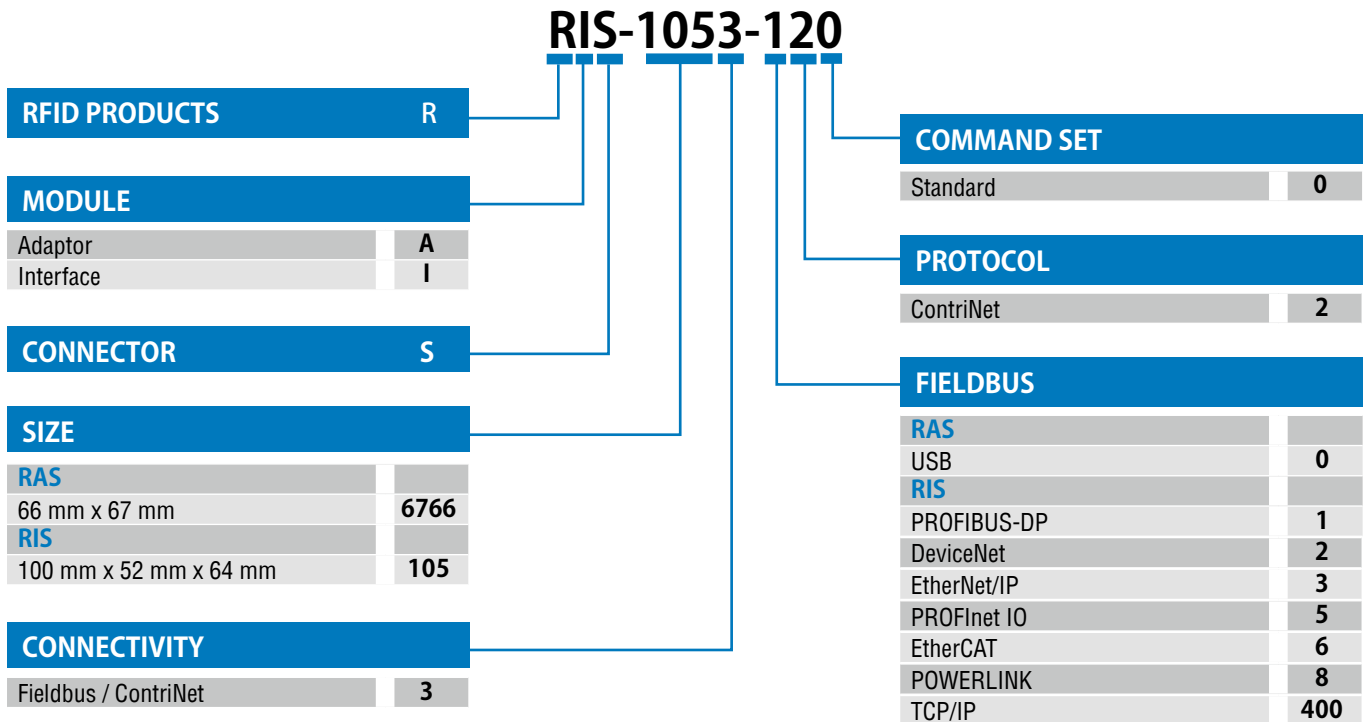 RIS-1053-120
RFID PRODUCTS R
MODULE
Adaptor A
Interface I
CONNECTOR S
SIZE
RAS
66 mm x 67 mm 6766
RIS
100 mm x 52 mm x 64 mm 105
CONNECTIVITY
Fieldbus / ContriNet 3
COMMAND SET
Standard 0
PROTOCOL
ContriNet 2
FIELDBUS
RAS
USB 0
RIS
PROFIBUS-DP 1
DeviceNet 2
EtherNet/IP 3
PROFInet IO 5
EtherCAT 6
POWERLINK 8
TCP/IP 400